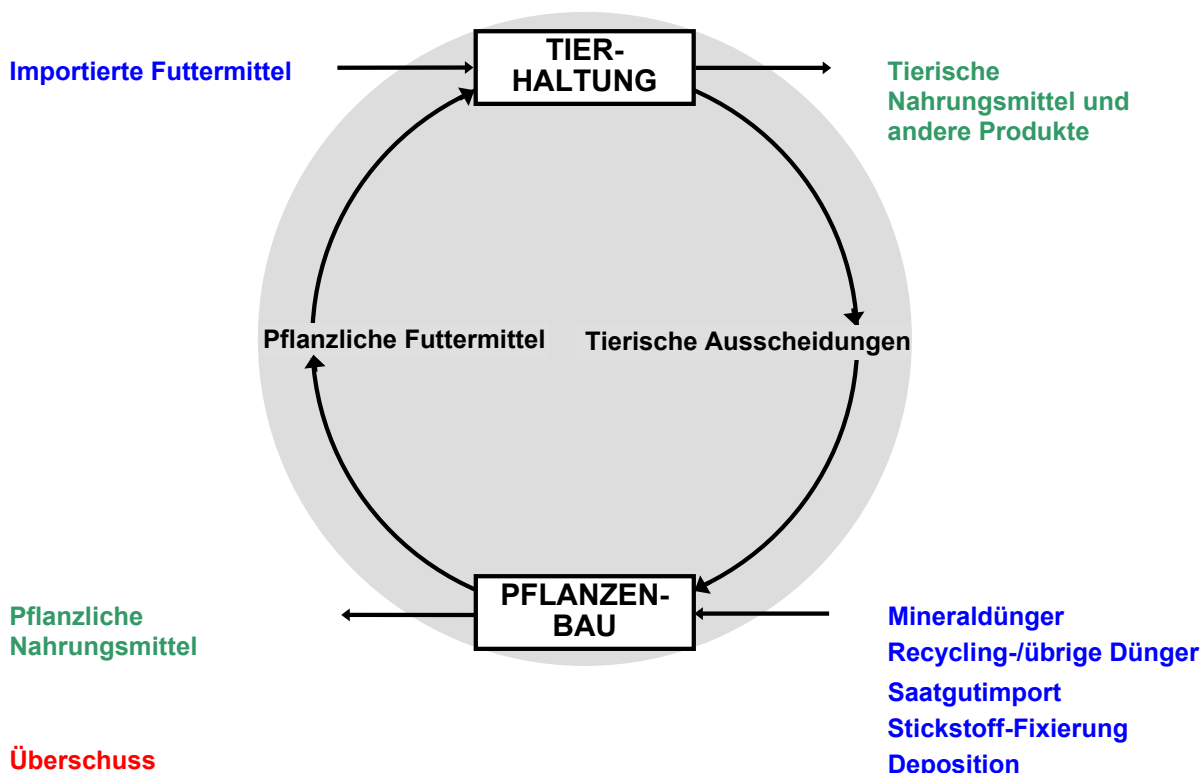 TIER-
HALTUNG
Importierte Futtermittel
Tierische
Nahrungsmittel und
andere Produkte
Pflanzliche Futtermittel
Tierische Ausscheidungen
PFLANZEN-
BAU
Pflanzliche
Nahrungsmittel
Mineraldünger
Recycling-/übrige Dünger
Saatgutimport
Stickstoff-Fixierung
Überschuss
Deposition